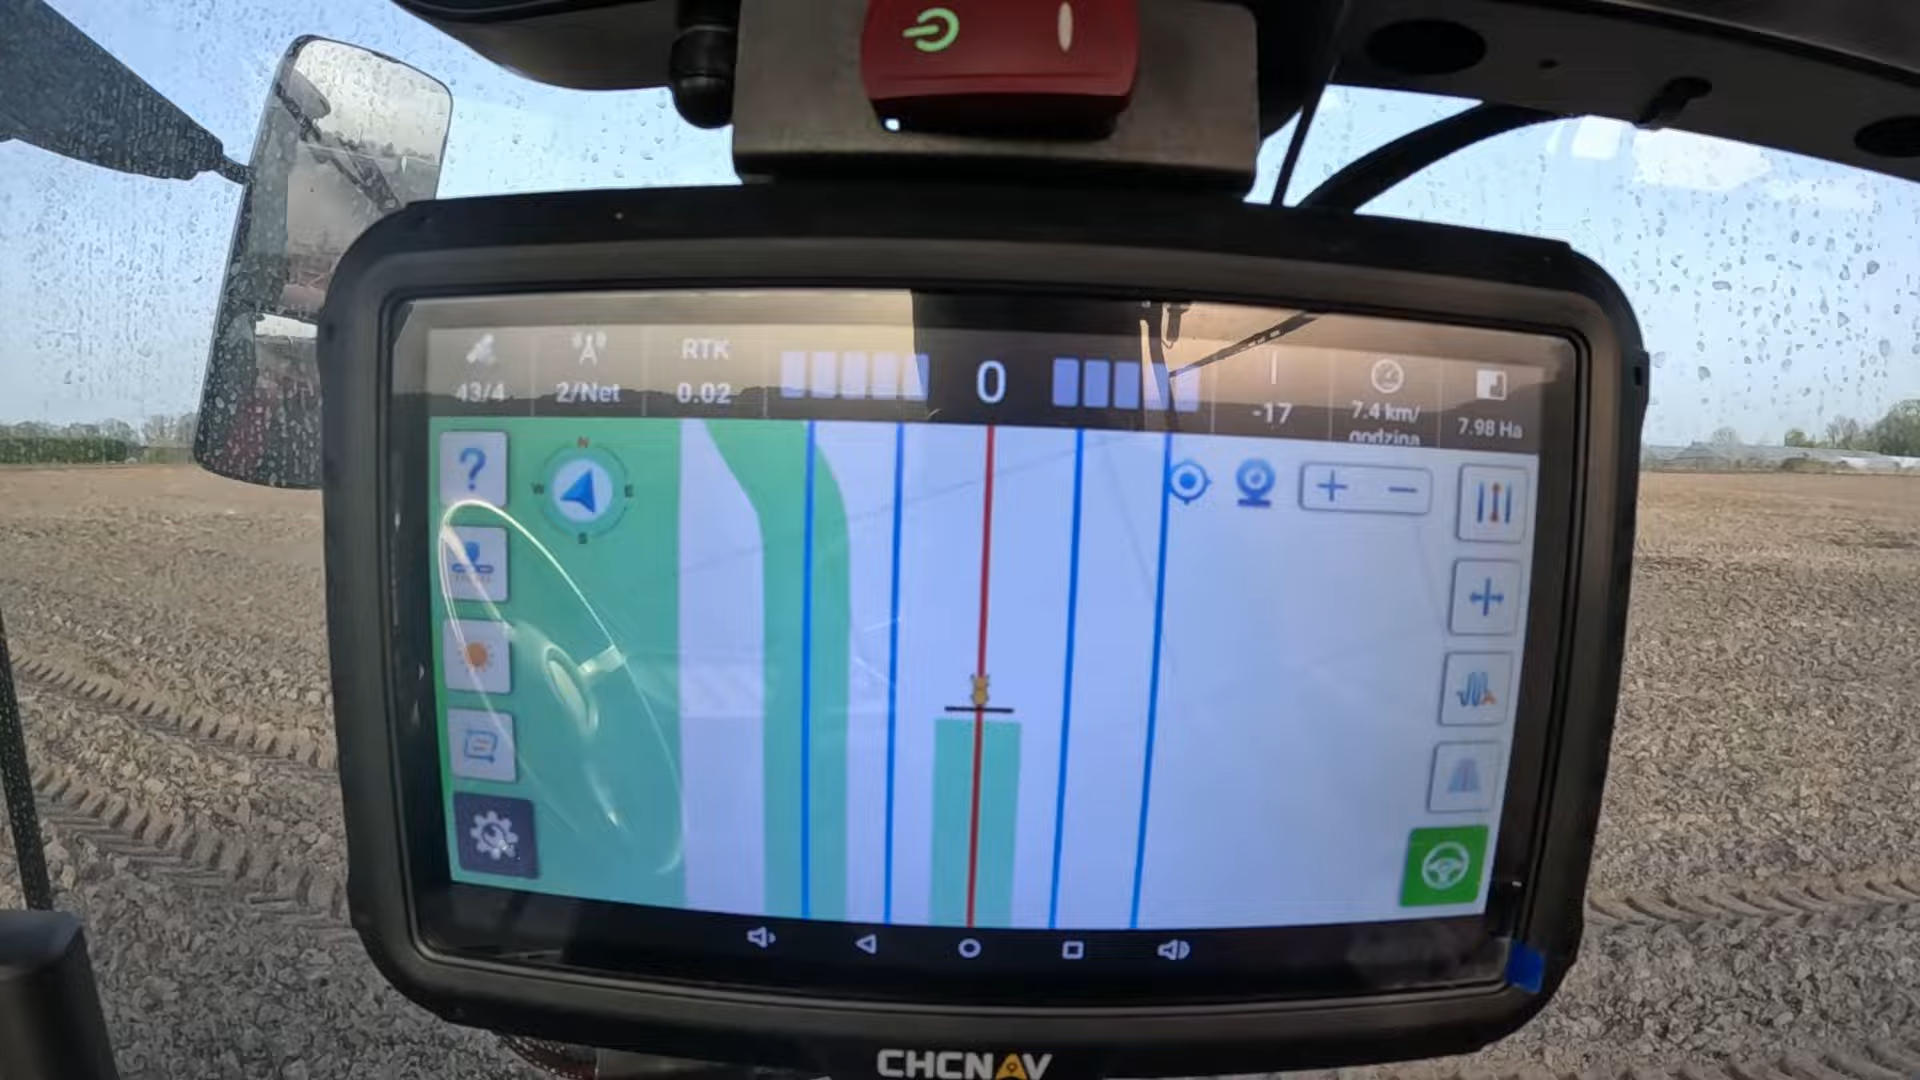 43/4
2/Net
RTK
0.02
0
-17
7.4 km/
godzina
7.98 Ha
?
N
W E
S
CHCNAV